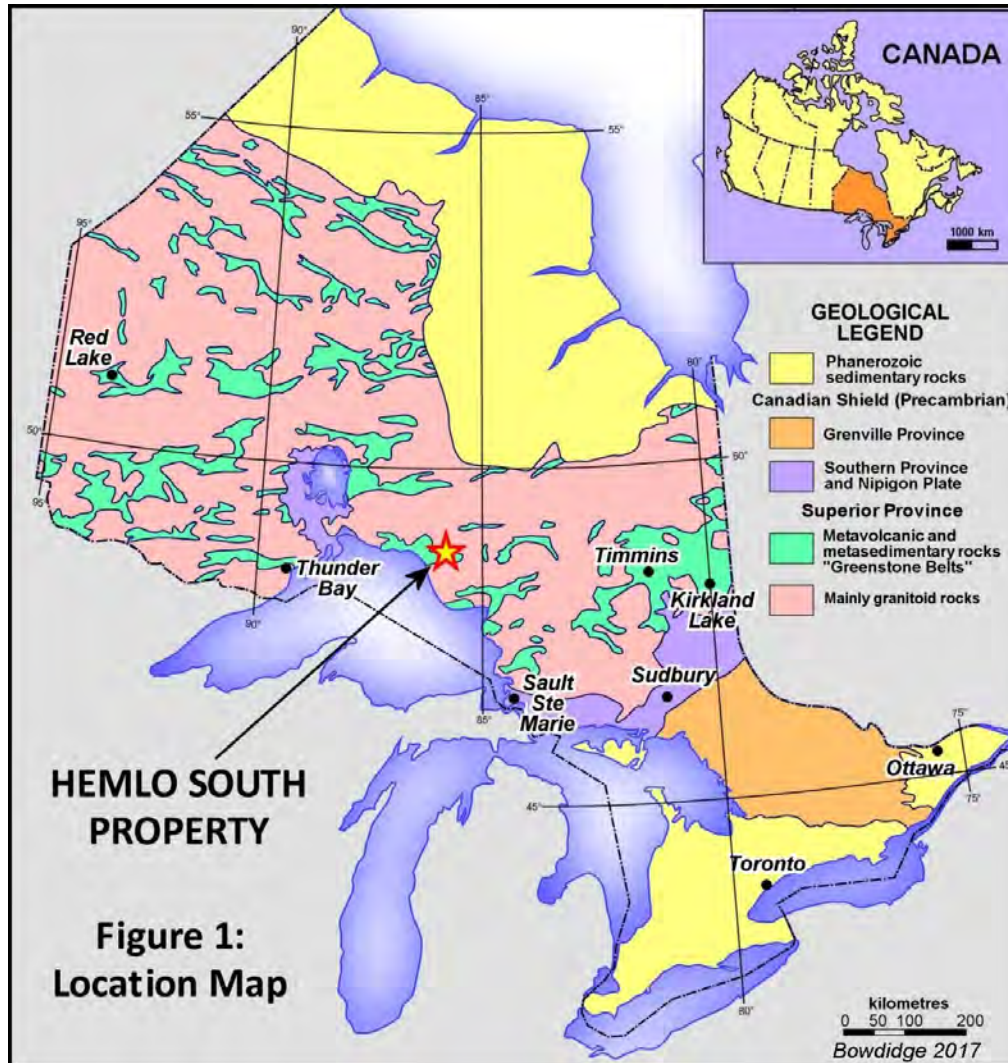 CANADA
1000 km
90°
85°
55°
55°
95°
Red
Lake
50°
95°
GEOLOGICAL
LEGEND
Phanerozoic
sedimentary rocks
Canadian Shield (Precambrian)
Grenville Province
Southern Province
and Nipigon Plate
Superior Province
Metavolcanic and
metasedimentary rocks
"Greenstone Belts"
Mainly granitoid rocks
80°
50°
Timmins
Kirkland
Lake
Thunder
Bay
90°
Sudbury
Sault
Ste
Marie
85°
75°
Ottawa
45°
75°
45°
HEMLO SOUTH
PROPERTY
Toronto
Figure 1:
Location Map
80°
kilometres
0 50 100 200
Bowdidge 2017